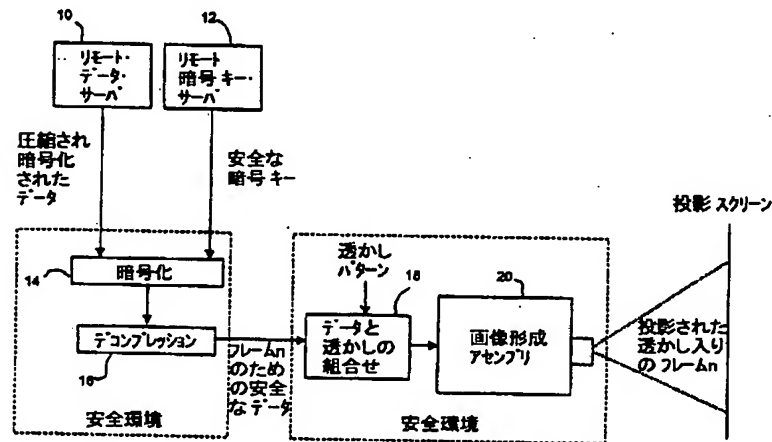 10
リモート・
データ・
サーバ
12
リモート
暗号 キー・
サーバ
圧縮され
暗号化
された
データ
安全な
暗号 キー
投影 スクリーン
14
暗号化
デコンプレッション
16
安全環境
フレームn
のため
の安全
なデータ
透かし
パターン
18
データと
透かしの
組合せ
20
画像形成
アセンブリ
安全環境
投影された
透かし入り
の フレームn